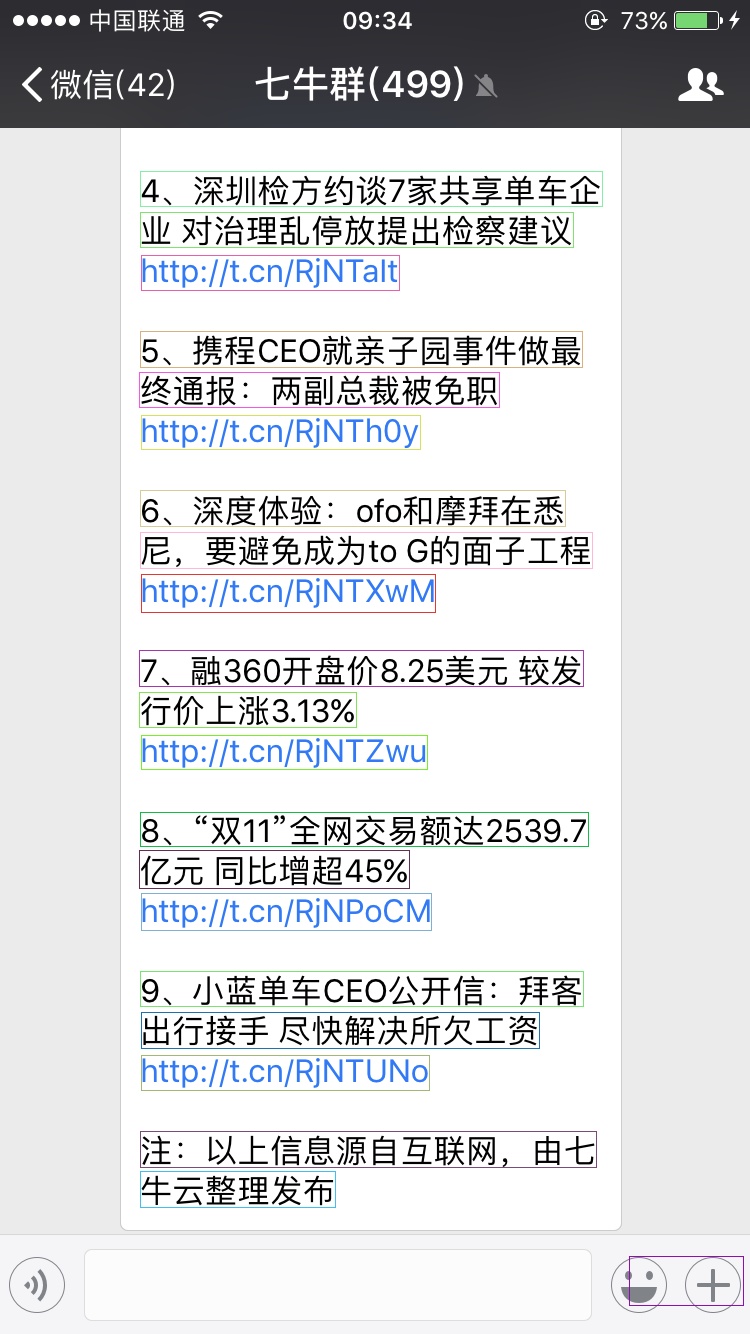 中国联通 09:34 73%
微信(42) 七牛群(499)
4、深圳检方约谈7家共享单车企
业 对治理乱停放提出检察建议
http://t.cn/RjNTaIt
5、携程CEO就亲子园事件做最
终通报：两副总裁被免职
http://t.cn/RjNTh0y
6、深度体验：ofo和摩拜在悉
尼，要避免成为to G的面子工程
http://t.cn/RjNTXwM
7、融360开盘价8.25美元 较发
行价上涨3.13%
http://t.cn/RjNTZwu
8、“双11”全网交易额达2539.7
亿元 同比增超45%
http://t.cn/RjNPoCM
9、小蓝单车CEO公开信：拜客
出行接手 尽快解决所欠工资
http://t.cn/RjNTUNo
注：以上信息源自互联网，由七
牛云整理发布